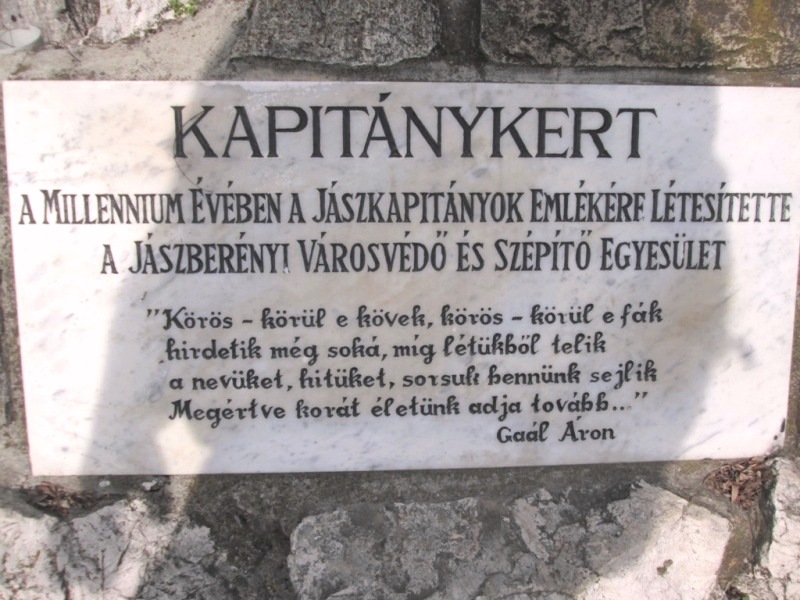 KAPITÁNYKERT
A MILLENNIUM ÉVÉBEN A JÁSZKAPITÁNYOK EMLÉKÉRE LÉTESÍTETTE
A JÁSZBERÉNYI VÁROSVÉDŐ ÉS SZÉPÍTŐ EGYESÜLET
"Körös - körül e kövek, körös - körül e fák
hirdetik még soká, míg létükből telik
a nevüket, hitüket, sorsuk bennünk sejlik
Megértve korát életünk adja tovább..."
Gaál Áron